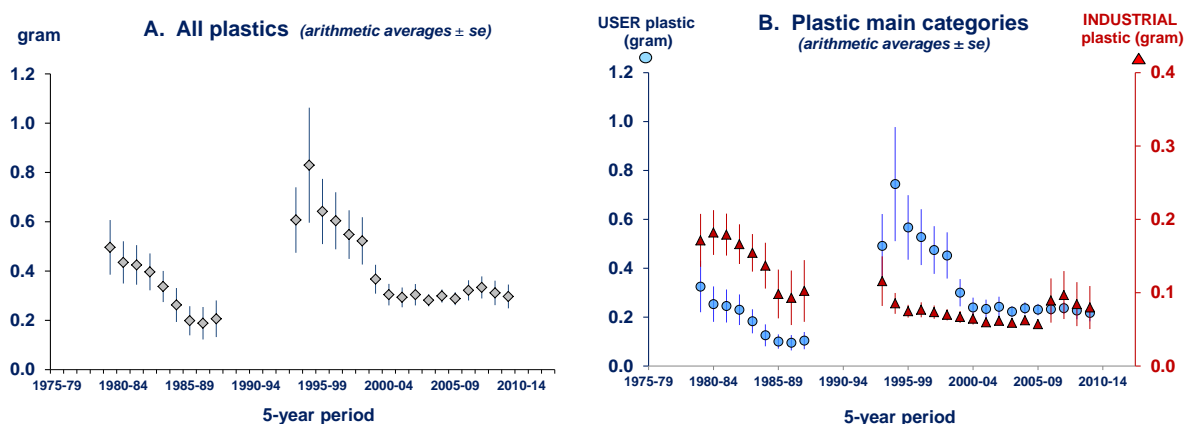 A. All plastics (arithmetic averages ± se)
gram
1.2
1.0
0.8
0.6
0.4
0.2
0.0
1975-79 1980-84 1985-89 1990-94 1995-99 2000-04 2005-09 2010-14
5-year period
USER plastic
(gram)
B. Plastic main categories
(arithmetic averages ± se)
INDUSTRIAL
plastic (gram)
1.2
1.0
0.8
0.6
0.4
0.2
0.0
0.4
0.3
0.2
0.1
0.0
1975-79 1980-84 1985-89 1990-94 1995-99 2000-04 2005-09 2010-14
5-year period